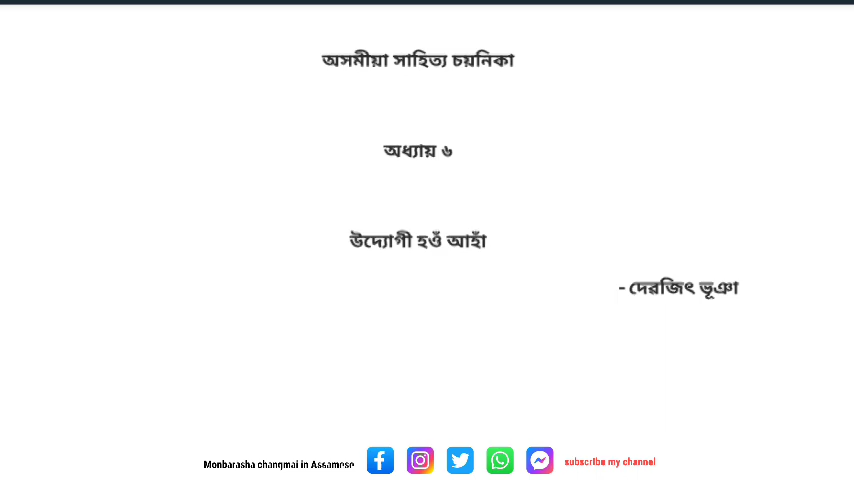 অসমীয়া সাহিত্য চয়নিকা
অধ্যায় ৬
উদ্যোগী হওঁ আহাঁ
- দেৱজিৎ ভূঞা
Monbarasha changmai in Assamese subscribe my channel